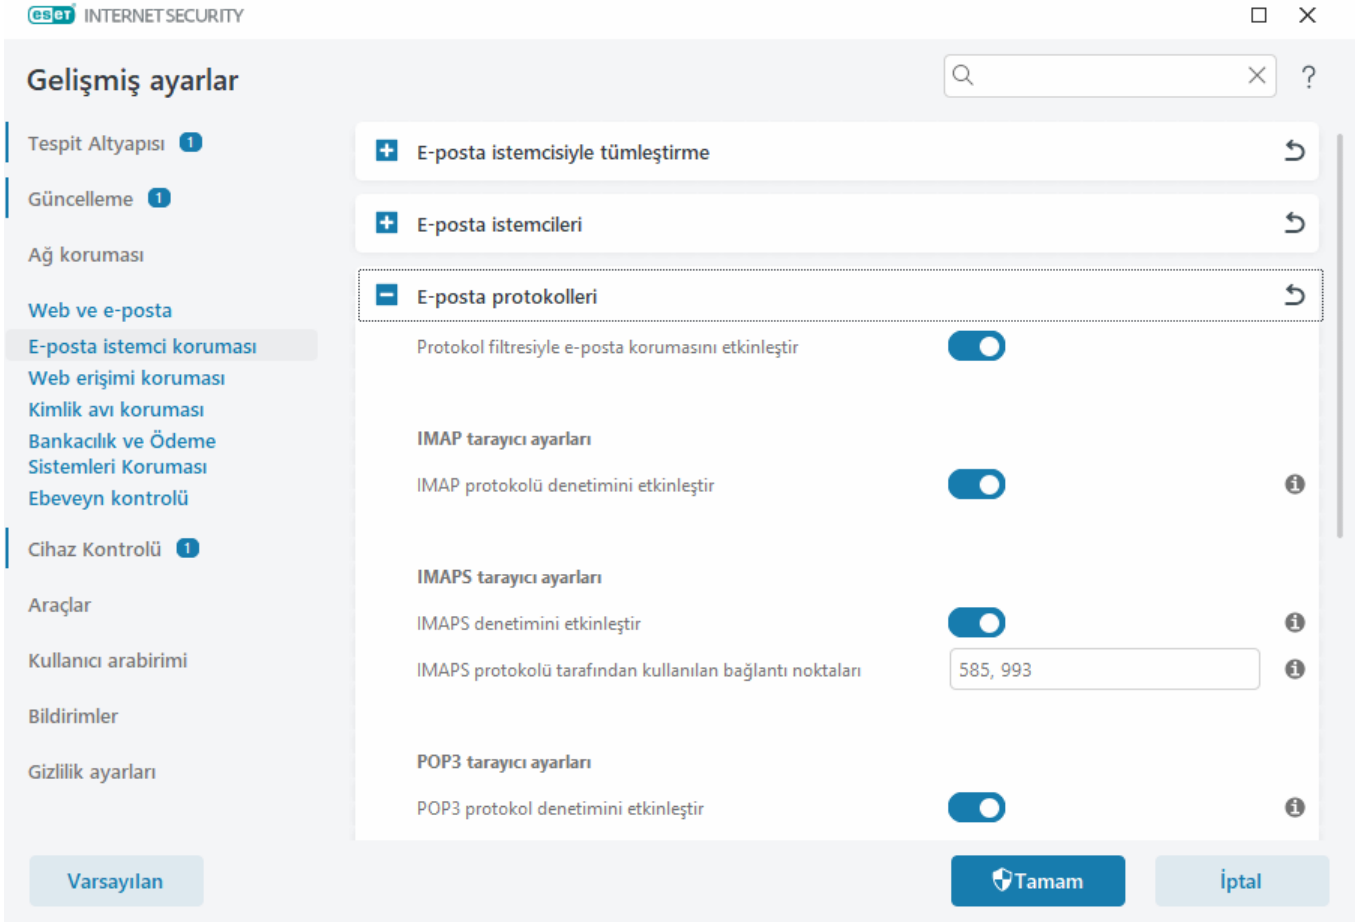 eseт INTERNET SECURITY
Gelişmiş ayarlar
?
Tespit Altyapısı 1
Güncelleme 1
Ağ koruması
Web ve e-posta
E-posta istemci koruması
Web erişimi koruması
Kimlik avı koruması
Bankacılık ve Ödeme
Sistemleri Koruması
Ebeveyn kontrolü
Cihaz Kontrolü 1
Araçlar
Kullanıcı arabirimi
Bildirimler
Gizlilik ayarları
E-posta istemcisiyle tümleştirme
E-posta istemcileri
E-posta protokolleri
Protokol filtresiyle e-posta korumasını etkinleştir
IMAP tarayıcı ayarları
IMAP protokolü denetimini etkinleştir
IMAPS tarayıcı ayarları
IMAPS denetimini etkinleştir
IMAPS protokolü tarafından kullanılan bağlantı noktaları 585, 993
POP3 tarayıcı ayarları
POP3 protokol denetimini etkinleştir
Varsayılan
Tamam
İptal